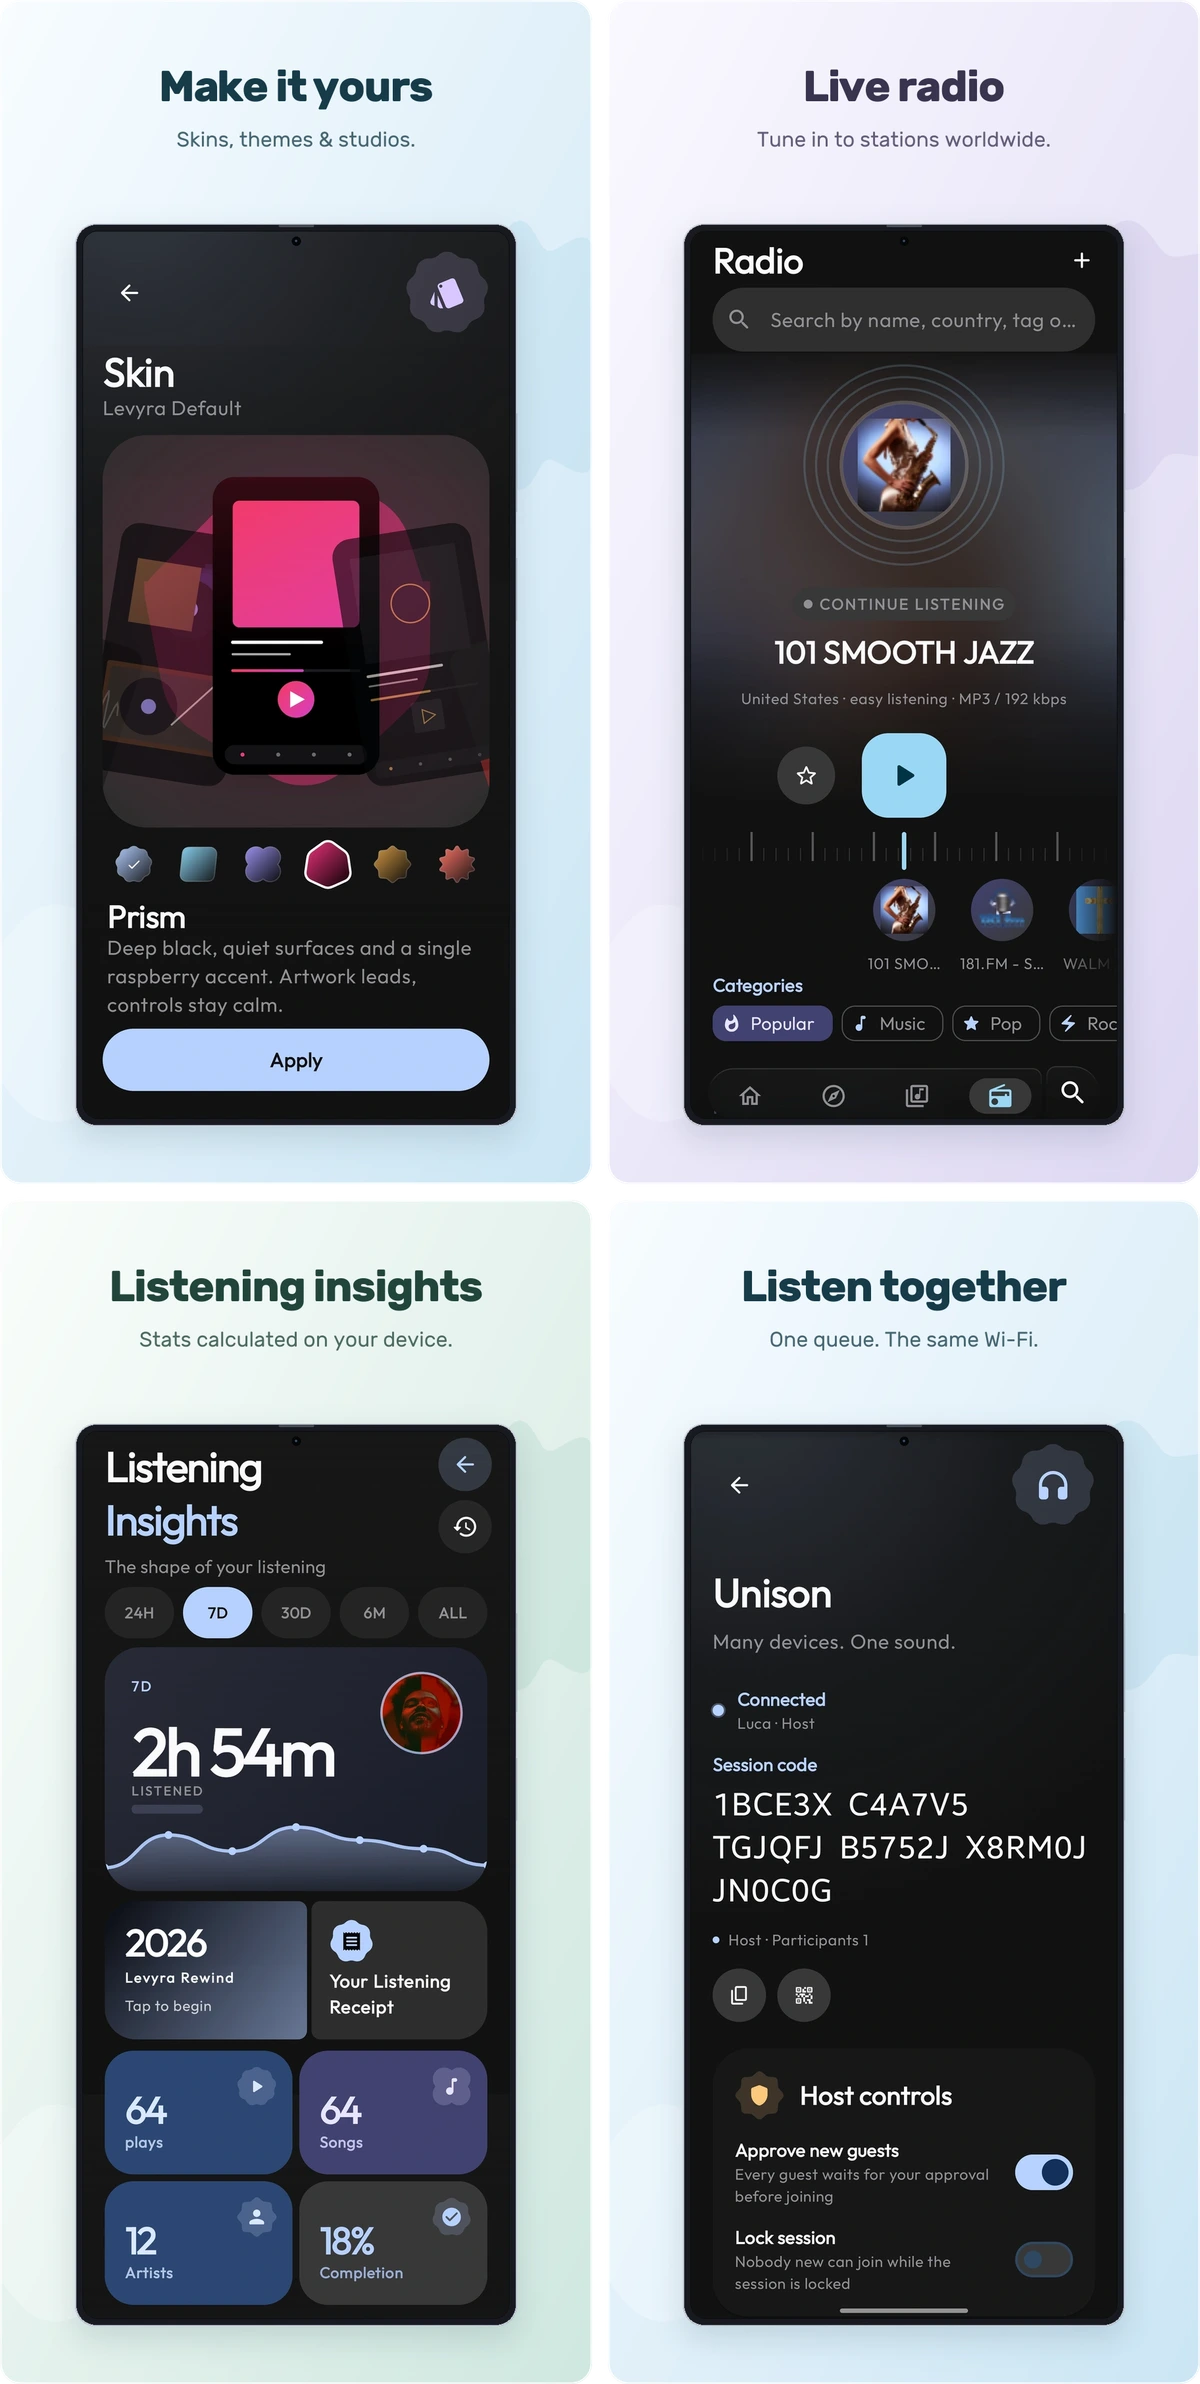 Make it yours
Skins, themes & studios.
Skin
Levyra Default
Prism
Deep black, quiet surfaces and a single
raspberry accent. Artwork leads,
controls stay calm.
Apply
Live radio
Tune in to stations worldwide.
Radio
Search by name, country, tag o...
CONTINUE LISTENING
101 SMOOTH JAZZ
United States · easy listening · MP3 / 192 kbps
101 SMO... 181.FM - S... WALM
Categories
Popular Music Pop Roc
Listening insights
Stats calculated on your device.
Listening
Insights
The shape of your listening
24H 7D 30D 6M ALL
7D
2h 54m
LISTENED
2026
Levyra Rewind
Tap to begin
Your Listening
Receipt
64
plays
64
Songs
12
Artists
18%
Completion
Listen together
One queue. The same Wi-Fi.
Unison
Many devices. One sound.
Connected
Luca · Host
Session code
1BCE3X C4A7V5
TGJQFJ B5752J X8RM0J
JN0C0G
Host · Participants 1
Host controls
Approve new guests
Every guest waits for your approval
before joining
Lock session
Nobody new can join while the
session is locked